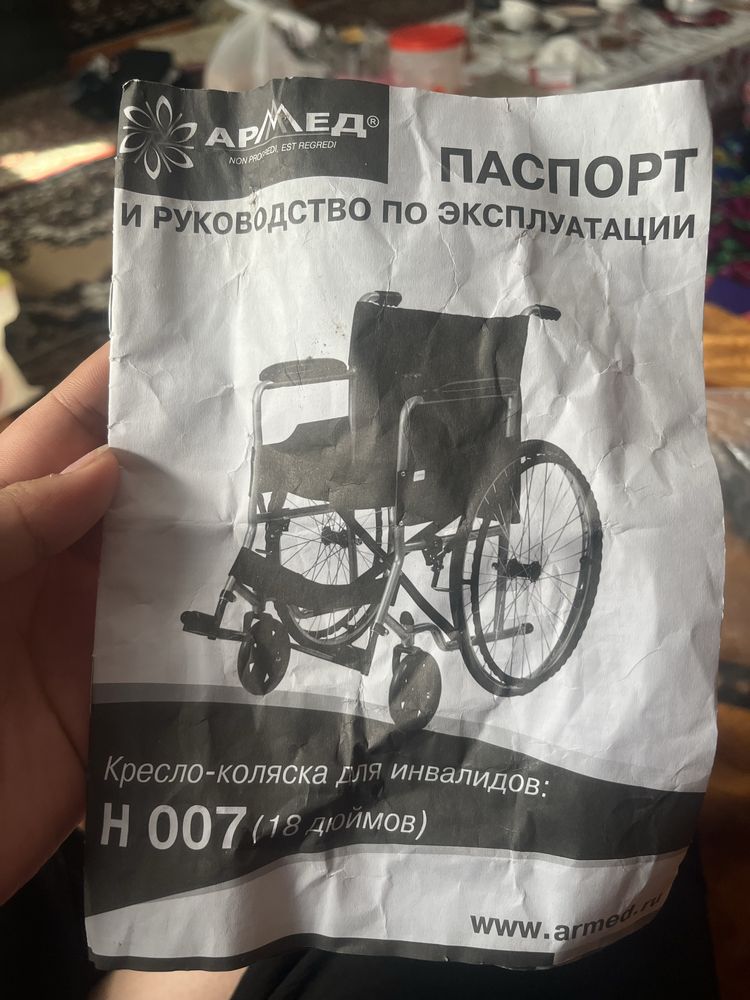 АРМЕД®
NON PROGREDI, EST REGREDI
ПАСПОРТ
И РУКОВОДСТВО ПО ЭКСПЛУАТАЦИИ
Кресло-коляска для инвалидов:
Н 007 (18 дюймов)
www.armed.ru